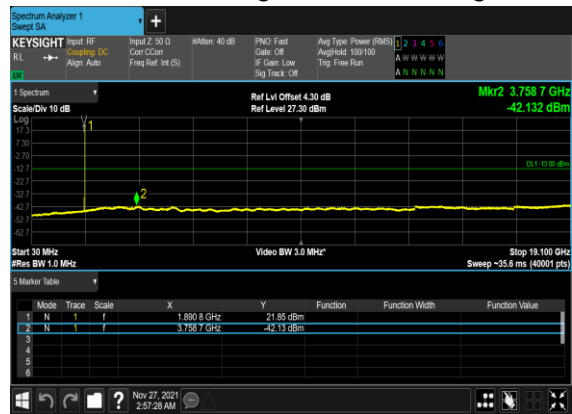 Spectrum Analyzer 1
Swept SA
KEYSIGHT Input: RF Input Z: 50 Ω #Atten: 40 dB PNO: Fast Avg Type: Power (RMS) 1 2 3 4 5 6
RL Coupling: DC Corr CCorr Gate: Off Avg|Hold: 100/100 A W W W W W
Align: Auto Freq Ref: Int (S) IF Gain: Low Trig: Free Run
LXI Sig Track: Off A N N N N N
1 Spectrum Mkr2 3.758 7 GHz
Ref Lvl Offset 4.30 dB
Scale/Div 10 dB Ref Level 27.30 dBm -42.132 dBm
Log
17.3 1
7.30
-2.70
-12.7 DL1 -13.00 dBm
-22.7
-32.7 2
-42.7
-52.7
-62.7
Start 30 MHz Video BW 3.0 MHz* Stop 19.100 GHz
#Res BW 1.0 MHz Sweep ~35.6 ms (40001 pts)
5 Marker Table
Mode Trace Scale X Y Function Function Width Function Value
1 N 1 f 1.890 8 GHz 21.85 dBm
2 N 1 f 3.758 7 GHz -42.13 dBm
3
4
5
6
? Nov 27, 2021
2:57:28 AM